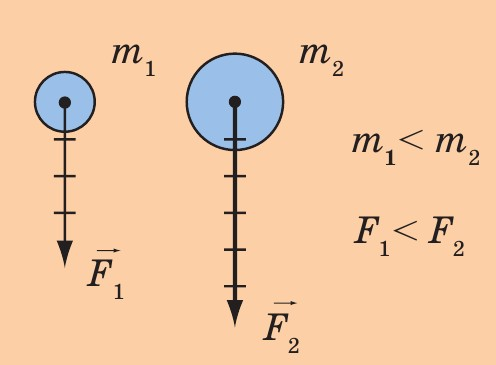 m₁
m₂
m₁ < m₂
F₁ < F₂
F⃗₁
F⃗₂